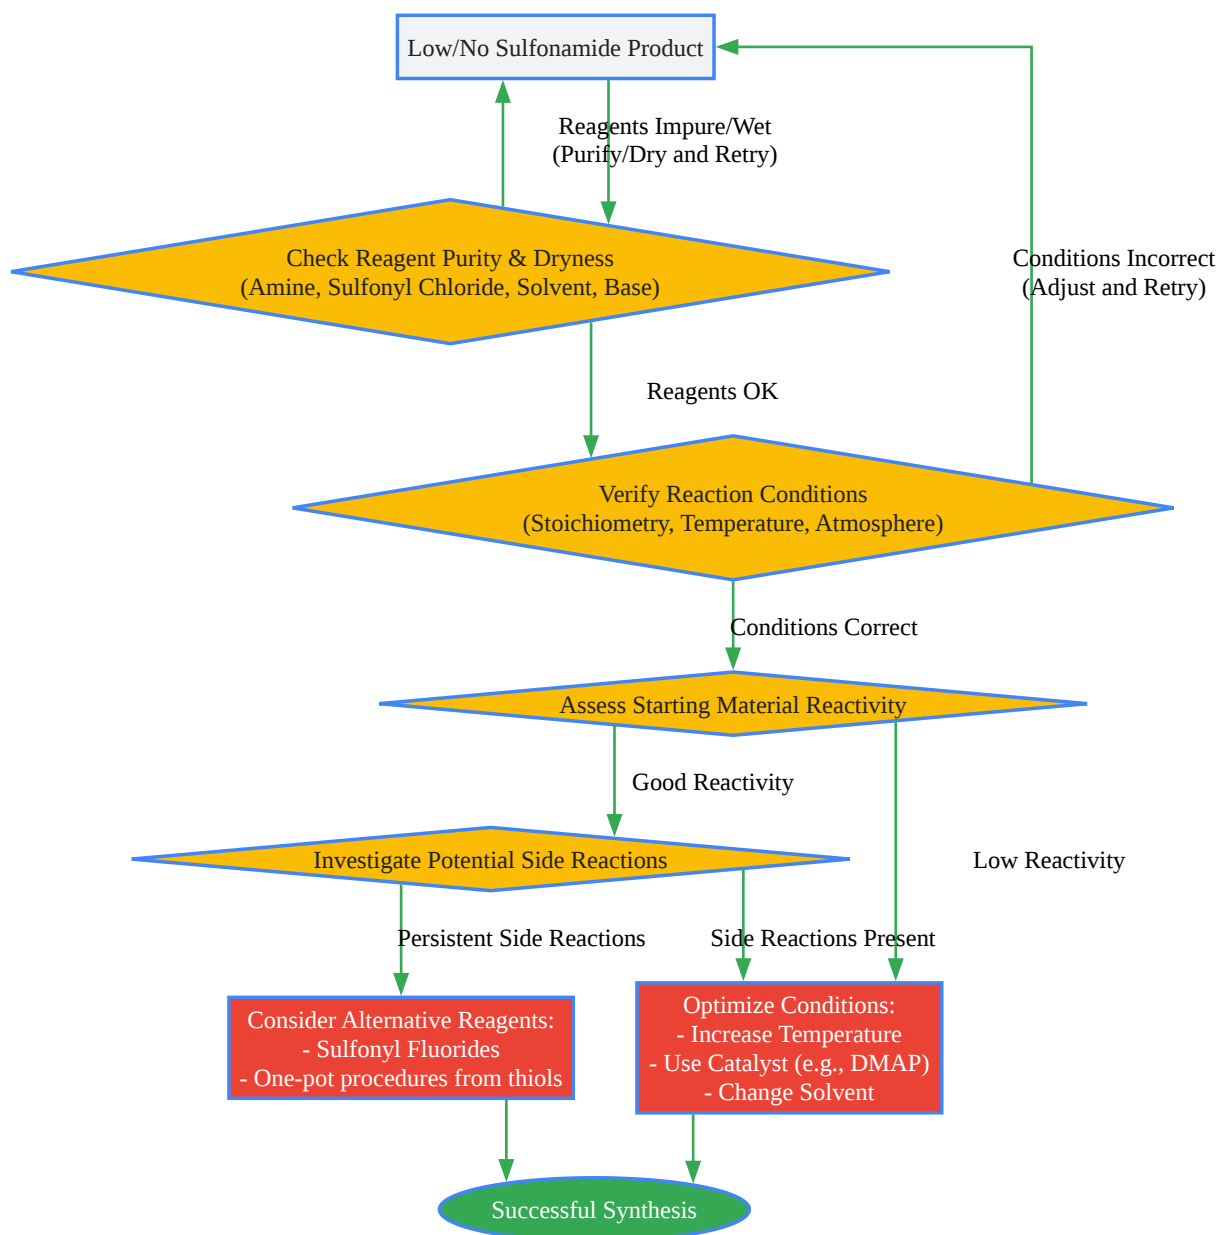 Low/No Sulfonamide Product
Reagents Impure/Wet
(Purify/Dry and Retry)
Check Reagent Purity & Dryness
(Amine, Sulfonyl Chloride, Solvent, Base)
Conditions Incorrect
(Adjust and Retry)
Reagents OK
Verify Reaction Conditions
(Stoichiometry, Temperature, Atmosphere)
Conditions Correct
Assess Starting Material Reactivity
Good Reactivity
Investigate Potential Side Reactions
Low Reactivity
Persistent Side Reactions
Side Reactions Present
Consider Alternative Reagents:
- Sulfonyl Fluorides
- One-pot procedures from thiols
Optimize Conditions:
- Increase Temperature
- Use Catalyst (e.g., DMAP)
- Change Solvent
Successful Synthesis